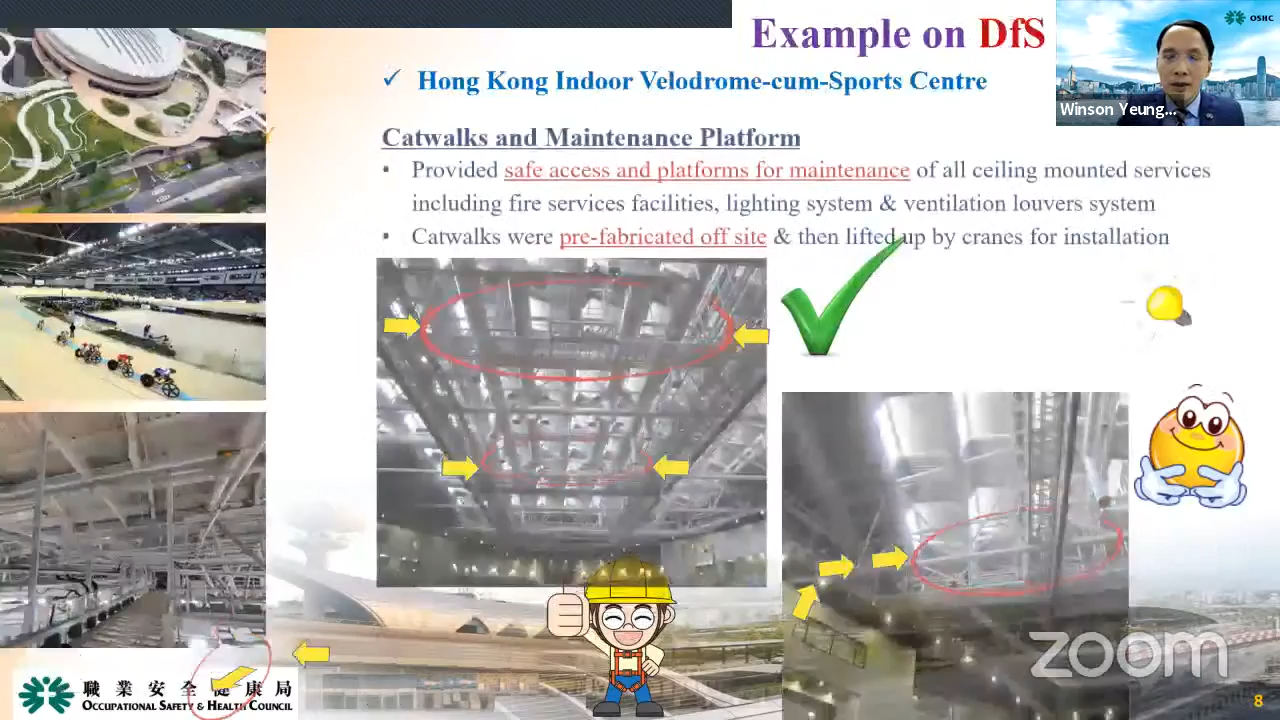 Example on DfS
OSHC
✓ Hong Kong Indoor Velodrome-cum-Sports Centre
Winson Yeung...
Catwalks and Maintenance Platform
• Provided safe access and platforms for maintenance of all ceiling mounted services
including fire services facilities, lighting system & ventilation louvers system
• Catwalks were pre-fabricated off site & then lifted up by cranes for installation
zoom
職業安全健康局
OCCUPATIONAL SAFETY & HEALTH COUNCIL
8